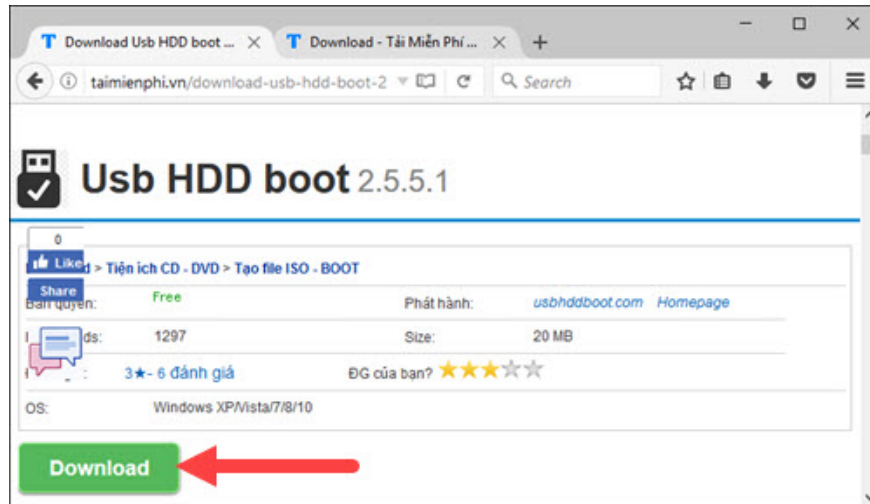 T Download Usb HDD boot ...
T Download - Tải Miễn Phí ...
taimienphi.vn/download-usb-hdd-boot-2
Search
Usb HDD boot 2.5.5.1
0
Like
> Tiện ích CD - DVD > Tạo file ISO - BOOT
Share
Bản quyền: Free Phát hành: usbhddboot.com Homepage
ds: 1297 Size: 20 MB
3★- 6 đánh giá ĐG của bạn?
OS: Windows XP/Vista/7/8/10
Download